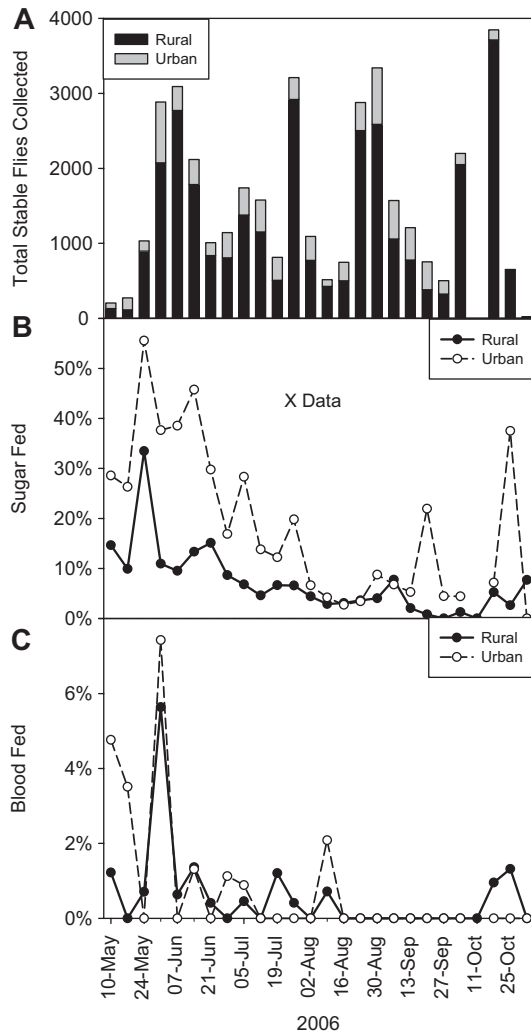 A
4000
3000
2000
1000
0
Total Stable Flies Collected
Rural
Urban
B
50%
40%
30%
20%
10%
0%
Sugar Fed
X Data
Rural
Urban
C
6%
4%
2%
0%
Blood Fed
Rural
Urban
10-May
24-May
07-Jun
21-Jun
05-Jul
19-Jul
02-Aug
16-Aug
30-Aug
13-Sep
27-Sep
11-Oct
25-Oct
2006